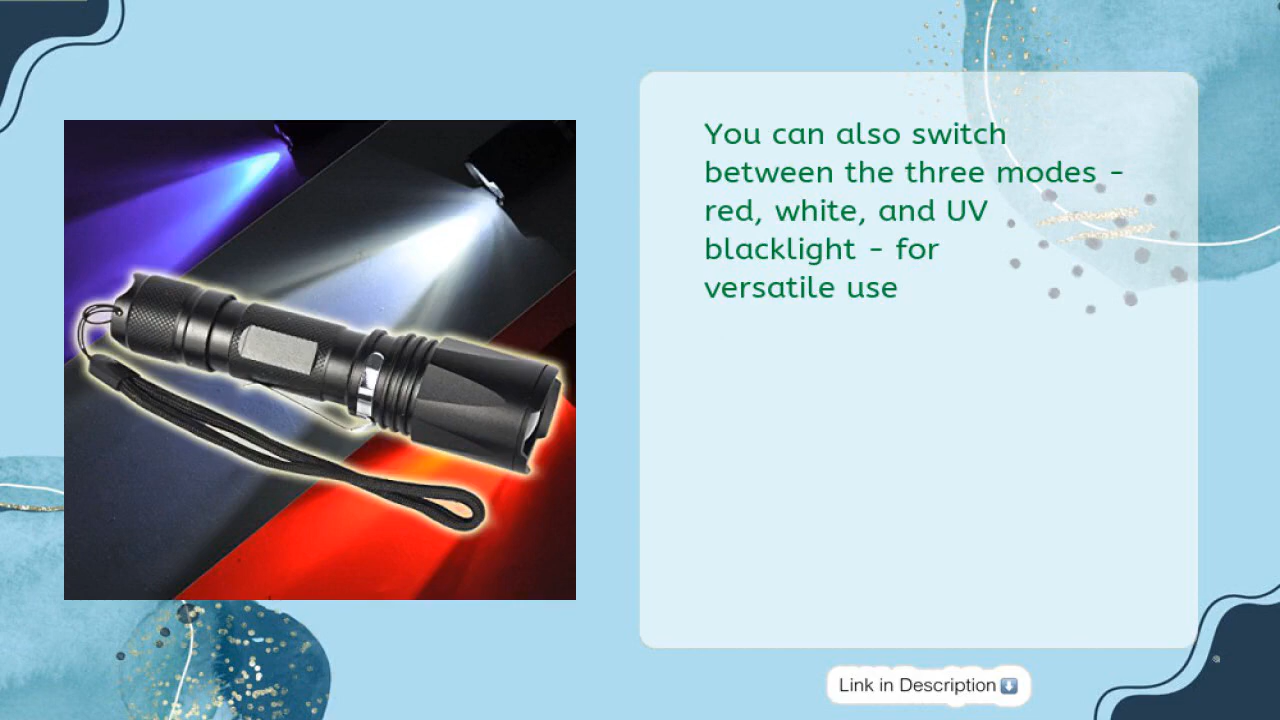 You can also switch
between the three modes -
red, white, and UV
blacklight - for
versatile use
Link in Description⬇️